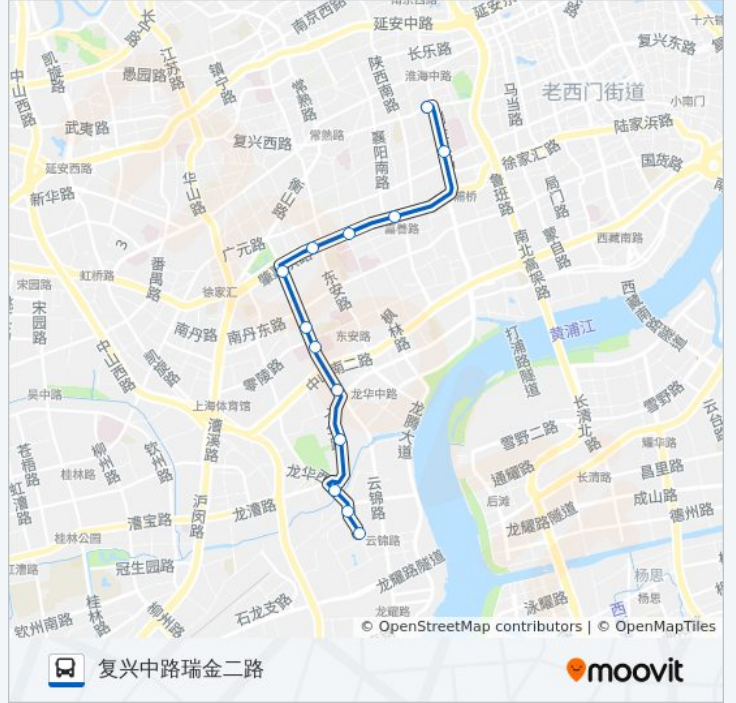 南京西路
延安中路
长乐路
十六铺
复兴东路
凯旋路
江苏路
愚园路
镇宁路
常熟路
陕西南路
淮海中路
马当路
老西门街道
小南门
中山西路
武夷路
复兴西路
常熟路
襄阳南路
陆家浜路
徐家汇路
国货路
延安西路
新华路
华山路
衡山路
鲁班路
局门路
嘉善路
蒙自路
西藏南路
广元路
南北高架路
虹桥路
番禺路
徐家汇
东安路
宋园路
宋园路
南丹路
南丹东路
东安路
枫林路
黄浦江
打浦路隧道
西藏南路隧道
中山西路
凯旋路
零陵路
龙华中路
吴中路
上海体育馆
漕溪路
龙腾大道
长清北路
雪野路
雪野二路
云台路
耀华路
苍梧路
柳州路
钦州路
桂林路
龙华西
云锦路
通耀路
长清路
昌里路
成山路
后滩
虹漕路
沪闵路
漕宝路
龙漕路
龙耀路隧道
德州路
桂林公园
云锦路
冠生园路
龙耀路隧道
杨思
杨思
桂林路
柳州路
石龙支路
龙耀路
泳耀路
钦州南路
© OpenStreetMap contributors | © OpenMapTiles
复兴中路瑞金二路
moovit